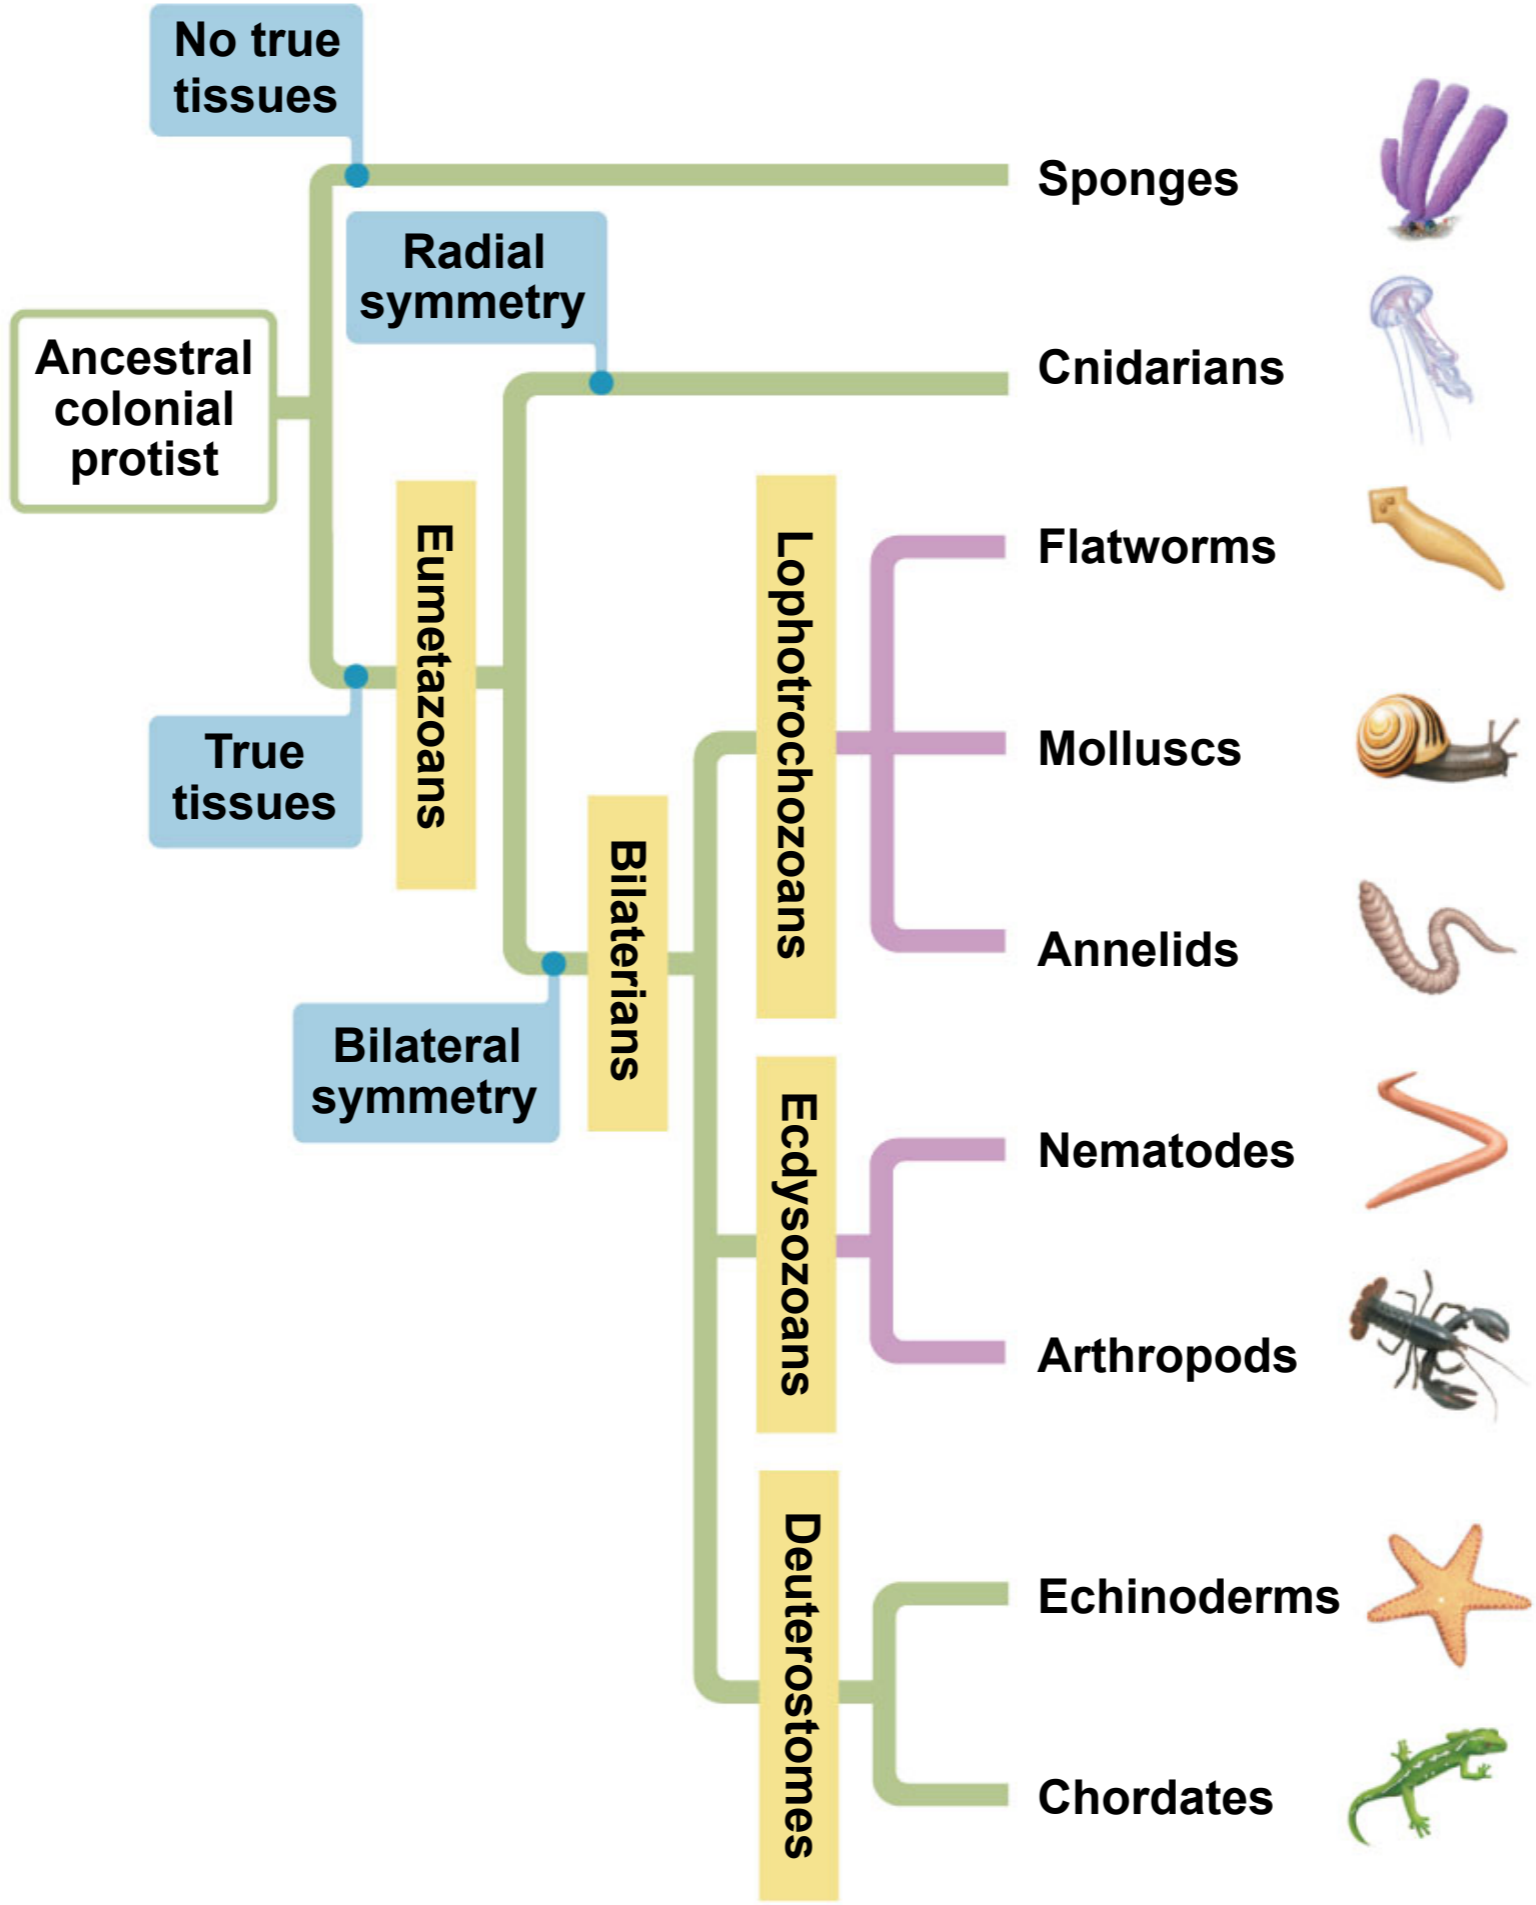 No true
tissues
Sponges
Radial
symmetry
Cnidarians
Ancestral
colonial
protist
Eumetazoans
True
tissues
Bilaterians
Bilateral
symmetry
Lophotrochozoans
Flatworms
Molluscs
Annelids
Ecdysozoans
Nematodes
Arthropods
Deuterostomes
Echinoderms
Chordates